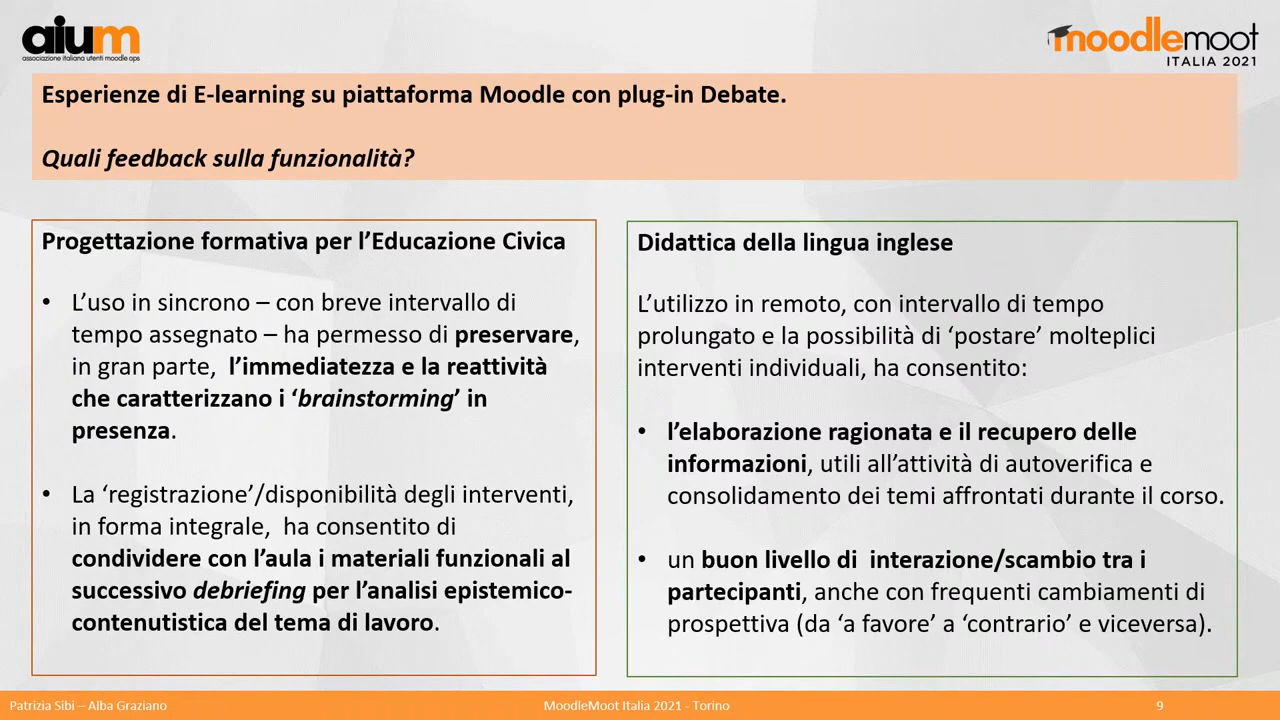 aium
associazione italiana utenti moodle aps
moodlemoot
ITALIA 2021
Esperienze di E-learning su piattaforma Moodle con plug-in Debate.
Quali feedback sulla funzionalità?
Progettazione formativa per l’Educazione Civica
• L’uso in sincrono – con breve intervallo di
tempo assegnato – ha permesso di preservare,
in gran parte, l’immediatezza e la reattività
che caratterizzano i ‘brainstorming’ in
presenza.
• La ‘registrazione’/disponibilità degli interventi,
in forma integrale, ha consentito di
condividere con l’aula i materiali funzionali al
successivo debriefing per l’analisi epistemico-
contenutistica del tema di lavoro.
Didattica della lingua inglese
L’utilizzo in remoto, con intervallo di tempo
prolungato e la possibilità di ‘postare’ molteplici
interventi individuali, ha consentito:
• l’elaborazione ragionata e il recupero delle
informazioni, utili all’attività di autoverifica e
consolidamento dei temi affrontati durante il corso.
• un buon livello di interazione/scambio tra i
partecipanti, anche con frequenti cambiamenti di
prospettiva (da ‘a favore’ a ‘contrario’ e viceversa).
Patrizia Sibi – Alba Graziano
MoodleMoot Italia 2021 - Torino
9